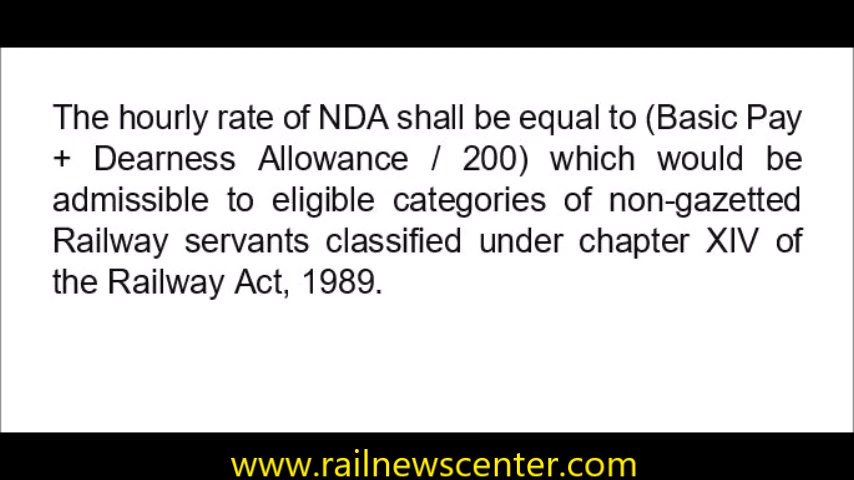 The hourly rate of NDA shall be equal to (Basic Pay
+ Dearness Allowance / 200) which would be
admissible to eligible categories of non-gazetted
Railway servants classified under chapter XIV of
the Railway Act, 1989.
www.railnewscenter.com